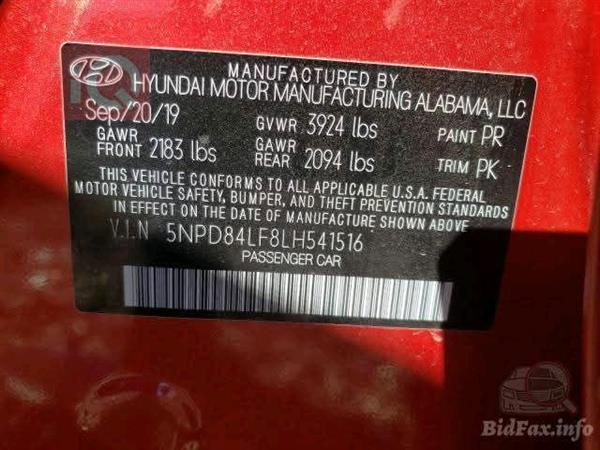 MANUFACTURED BY
HYUNDAI MOTOR MANUFACTURING ALABAMA, LLC
Sep/20/19 GVWR 3924 lbs PAINT PR
GAWR FRONT 2183 lbs GAWR REAR 2094 lbs TRIM PK
THIS VEHICLE CONFORMS TO ALL APPLICABLE U.S.A. FEDERAL
MOTOR VEHICLE SAFETY, BUMPER, AND THEFT PREVENTION STANDARDS
IN EFFECT ON THE DATE OF MANUFACTURE SHOWN ABOVE.
V.I.N 5NPD84LF8LH541516
PASSENGER CAR
BidFax.info